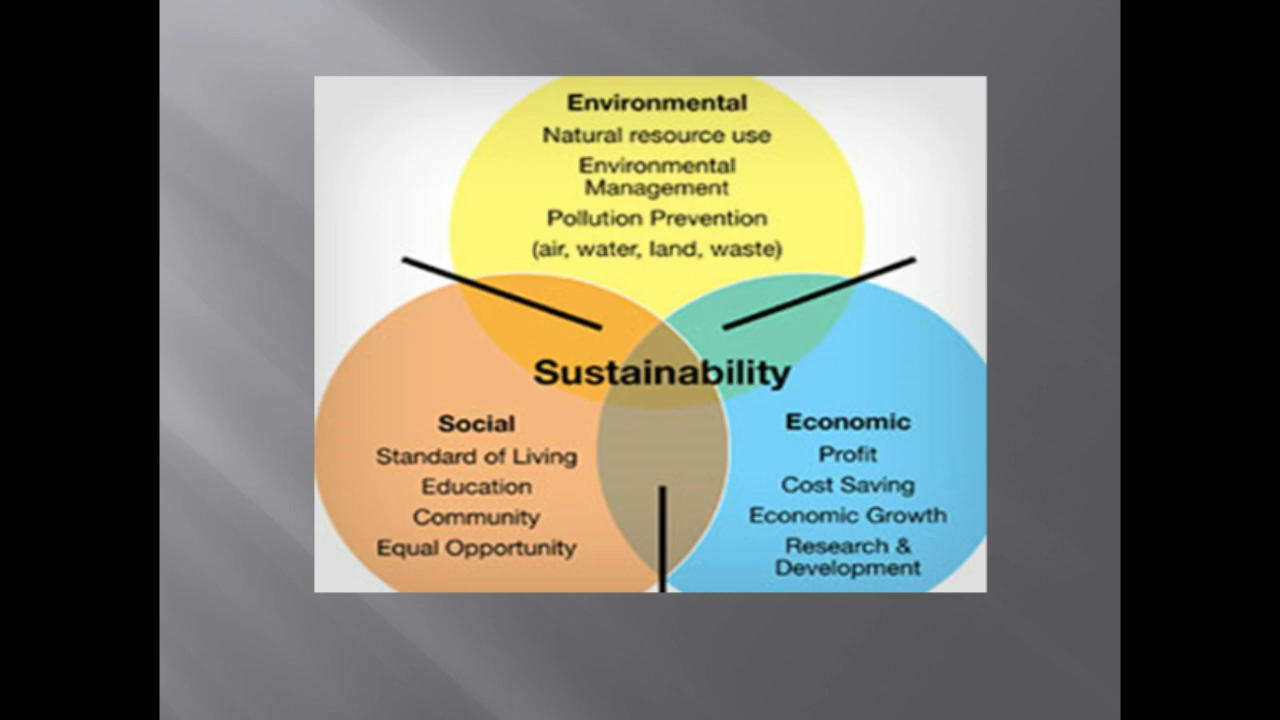 Environmental
Natural resource use
Environmental
Management
Pollution Prevention
(air, water, land, waste)
Sustainability
Social
Standard of Living
Education
Community
Equal Opportunity
Economic
Profit
Cost Saving
Economic Growth
Research &
Development